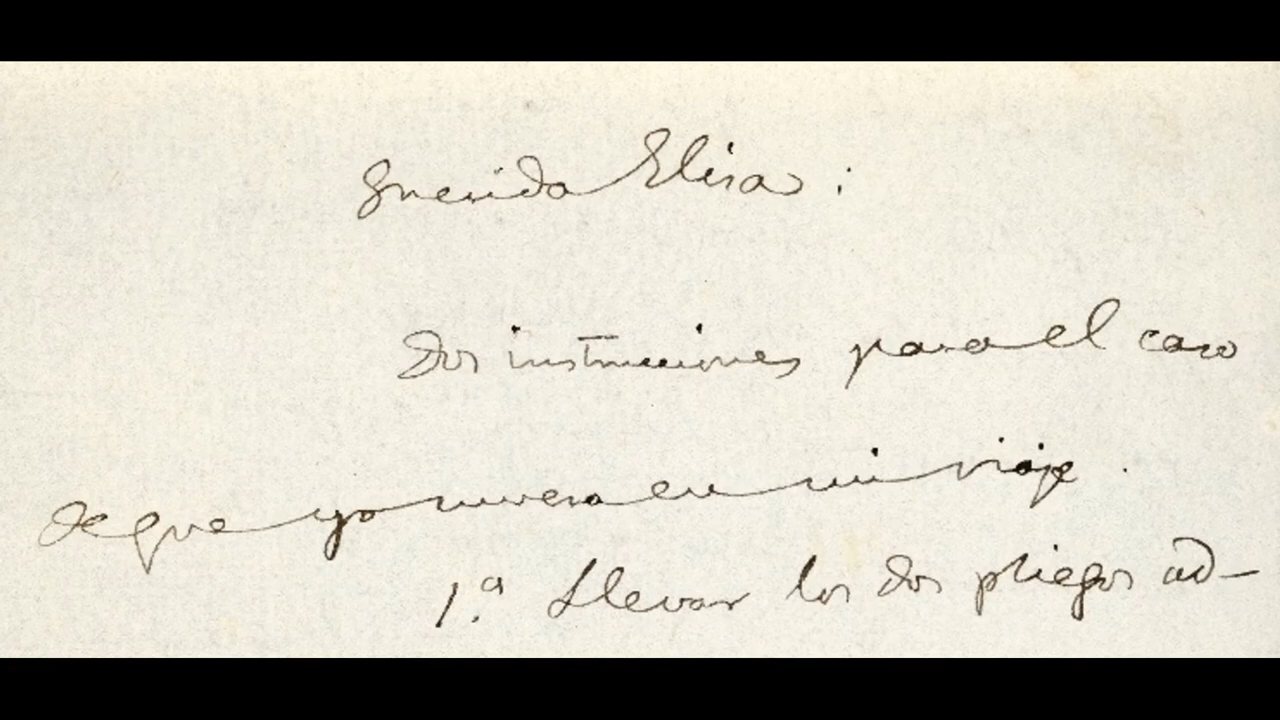 Querida Elisa:
Dos instrucciones para el caso
de que yo muera en mi viaje.
1.ª Llevar los dos pliegos ad-